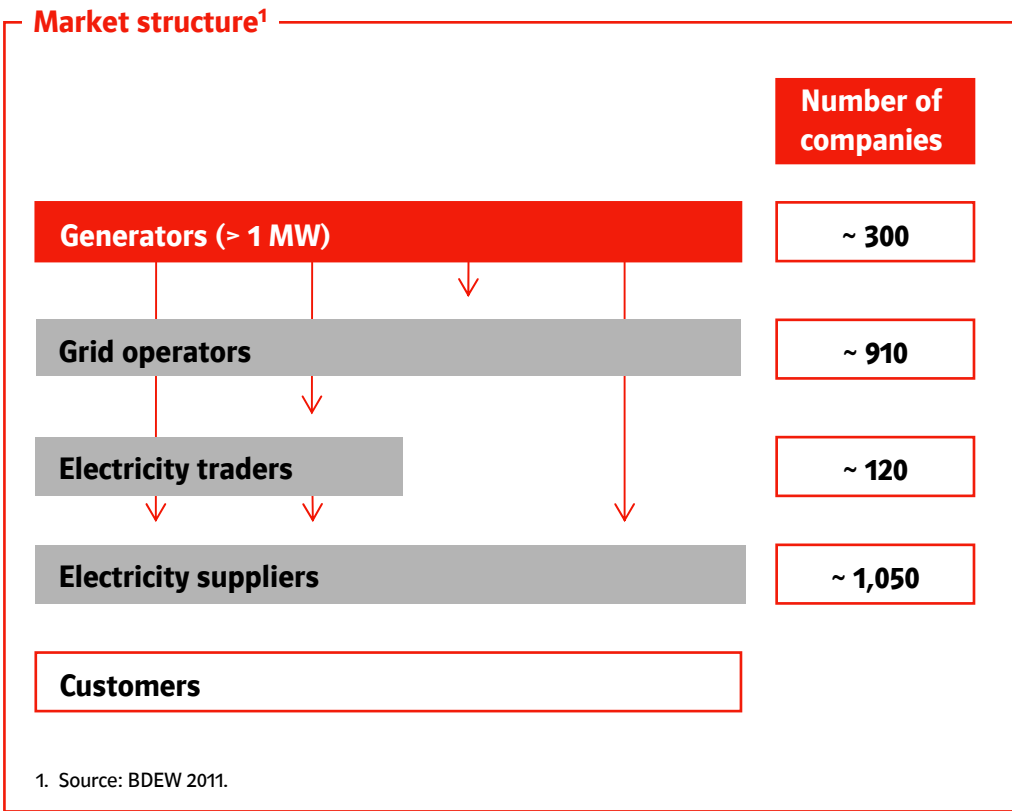 Market structure¹
Number of
companies
Generators (> 1 MW)
~ 300
Grid operators
~ 910
Electricity traders
~ 120
Electricity suppliers
~ 1,050
Customers
1. Source: BDEW 2011.